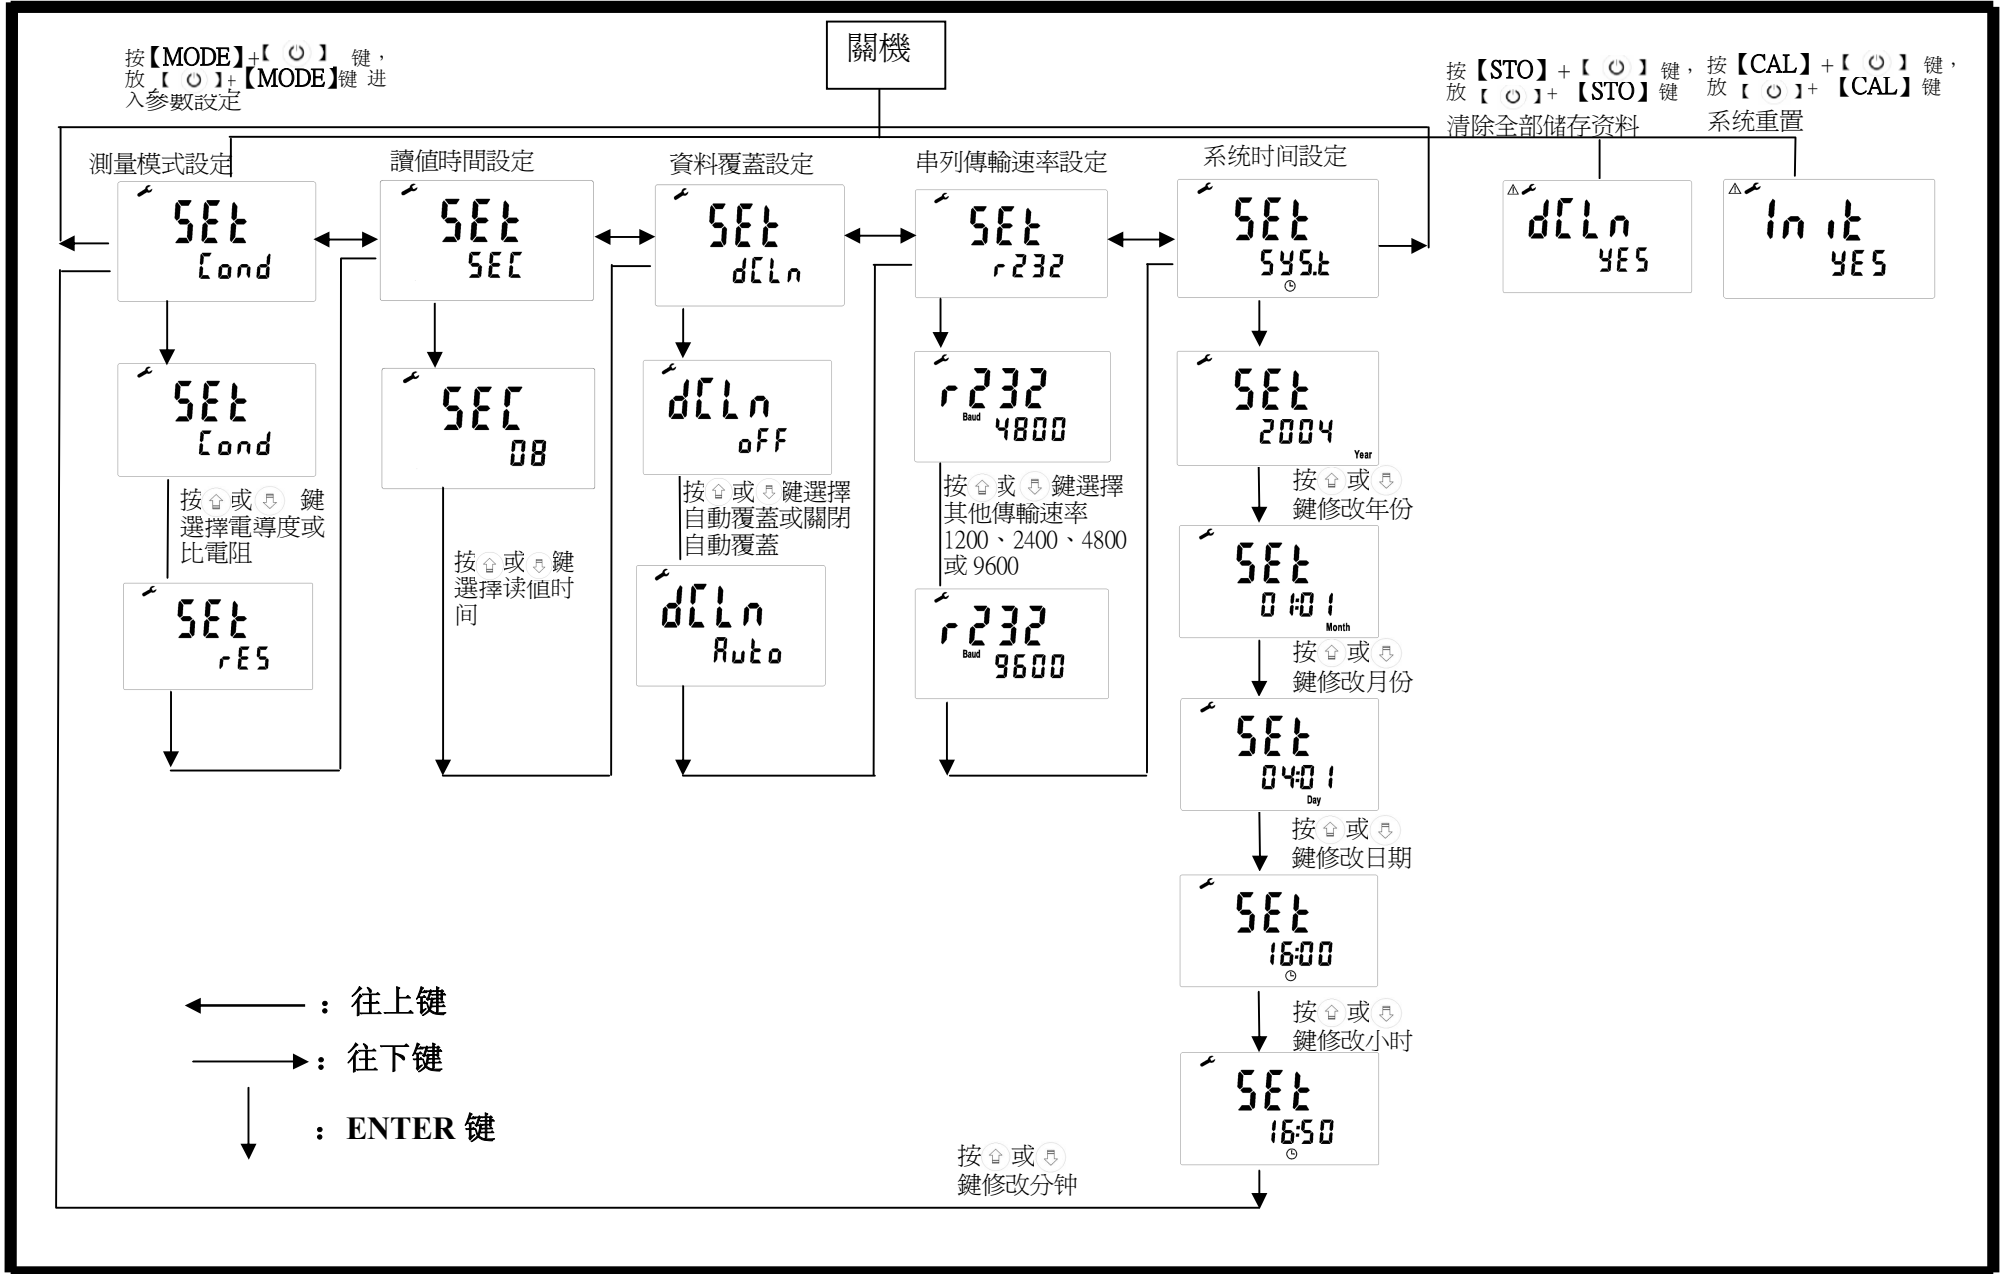 關機
按【MODE】+【 】 键，
放【 】+【MODE】键 进
入參數設定
按【STO】+【 】键，
放【 】+ 【STO】键
清除全部储存资料
按【CAL】+【 】键，
放【 】+ 【CAL】键
系统重置
測量模式設定
SEt
Cond
SEt
Cond
按 或 鍵
選擇電導度或
比電阻
SEt
rES
讀值時間設定
SEt
SEC
SEC
08
按 或 鍵
選擇读值时
间
資料覆蓋設定
SEt
dCLn
dCLn
oFF
按 或 鍵選擇
自動覆蓋或關閉
自動覆蓋
dCLn
Auto
串列傳輸速率設定
SEt
r232
r232
Baud 4800
按 或 鍵選擇
其他傳輸速率
1200、2400、4800
或 9600
r232
Baud 9600
系统时间設定
SEt
SYS.t
SEt
2004
Year
按 或
鍵修改年份
SEt
01:01
Month
按 或
鍵修改月份
SEt
04:01
Day
按 或
鍵修改日期
SEt
16:00
按 或
鍵修改小时
SEt
16:50
按 或
鍵修改分钟
dCLn
YES
Init
YES
：往上键
：往下键
：ENTER 键